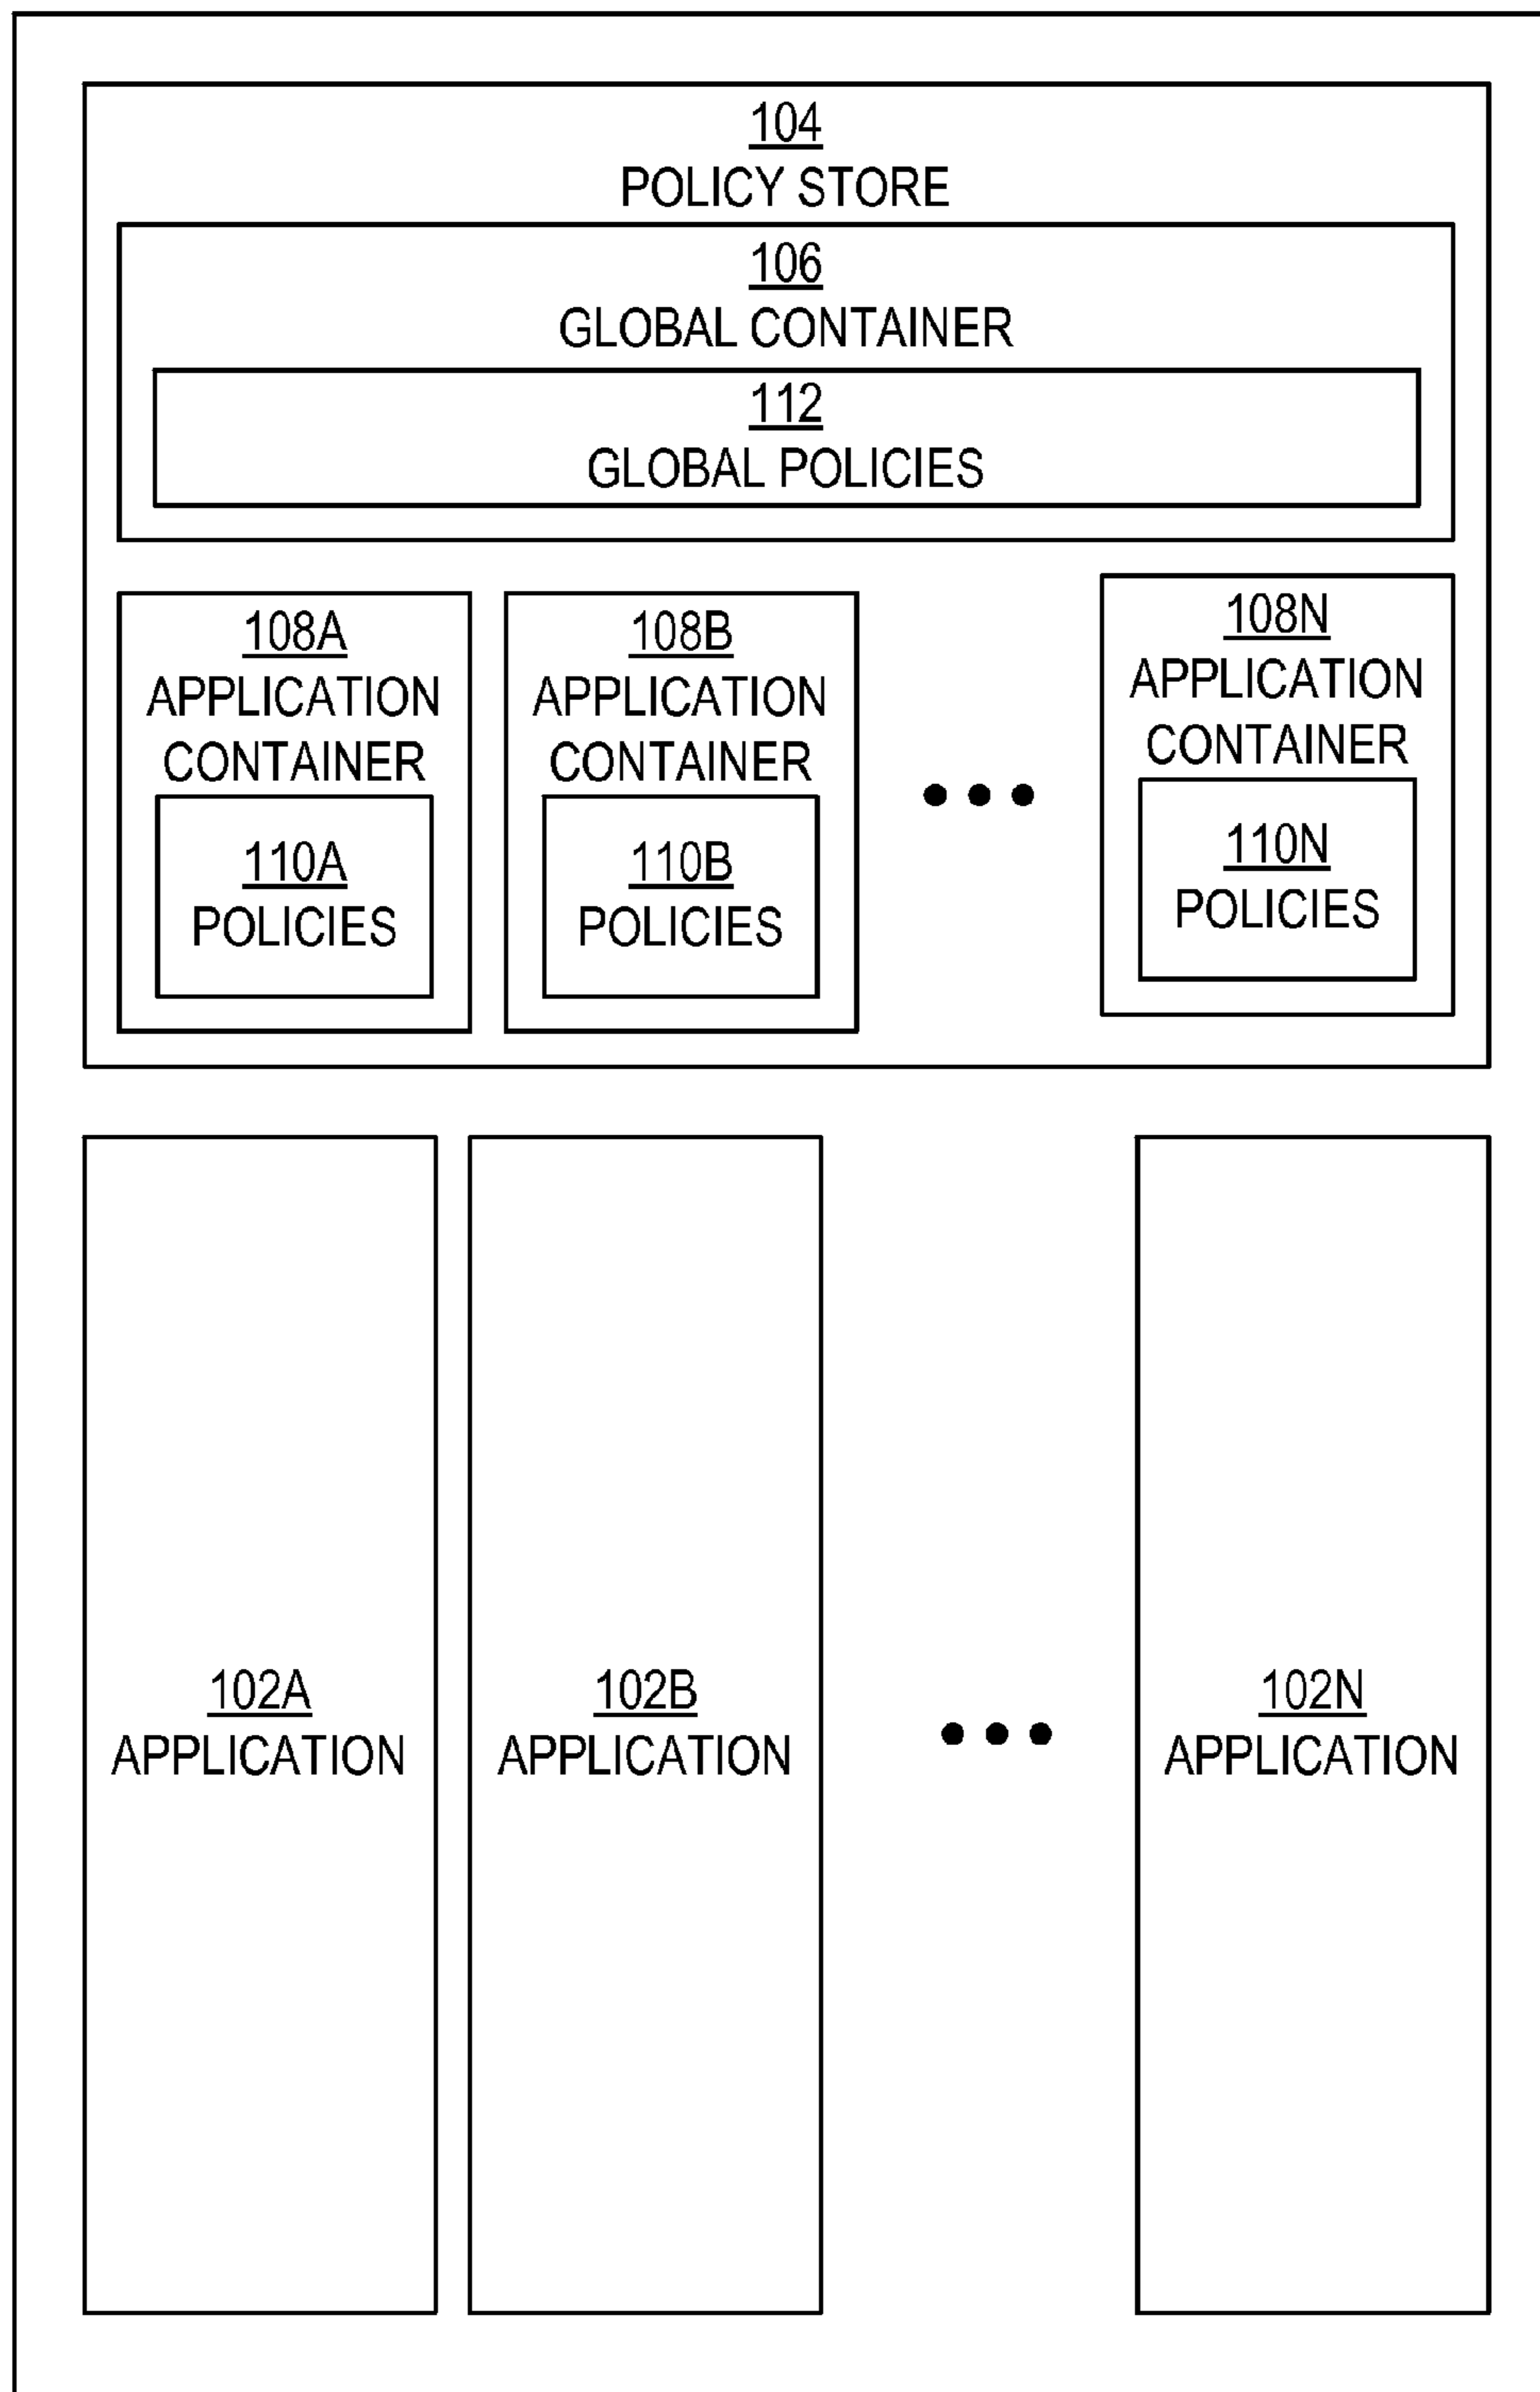 104
POLICY STORE
106
GLOBAL CONTAINER
112
GLOBAL POLICIES
108A
APPLICATION
CONTAINER
110A
POLICIES
108B
APPLICATION
CONTAINER
110B
POLICIES
108N
APPLICATION
CONTAINER
110N
POLICIES
102A
APPLICATION
102B
APPLICATION
102N
APPLICATION